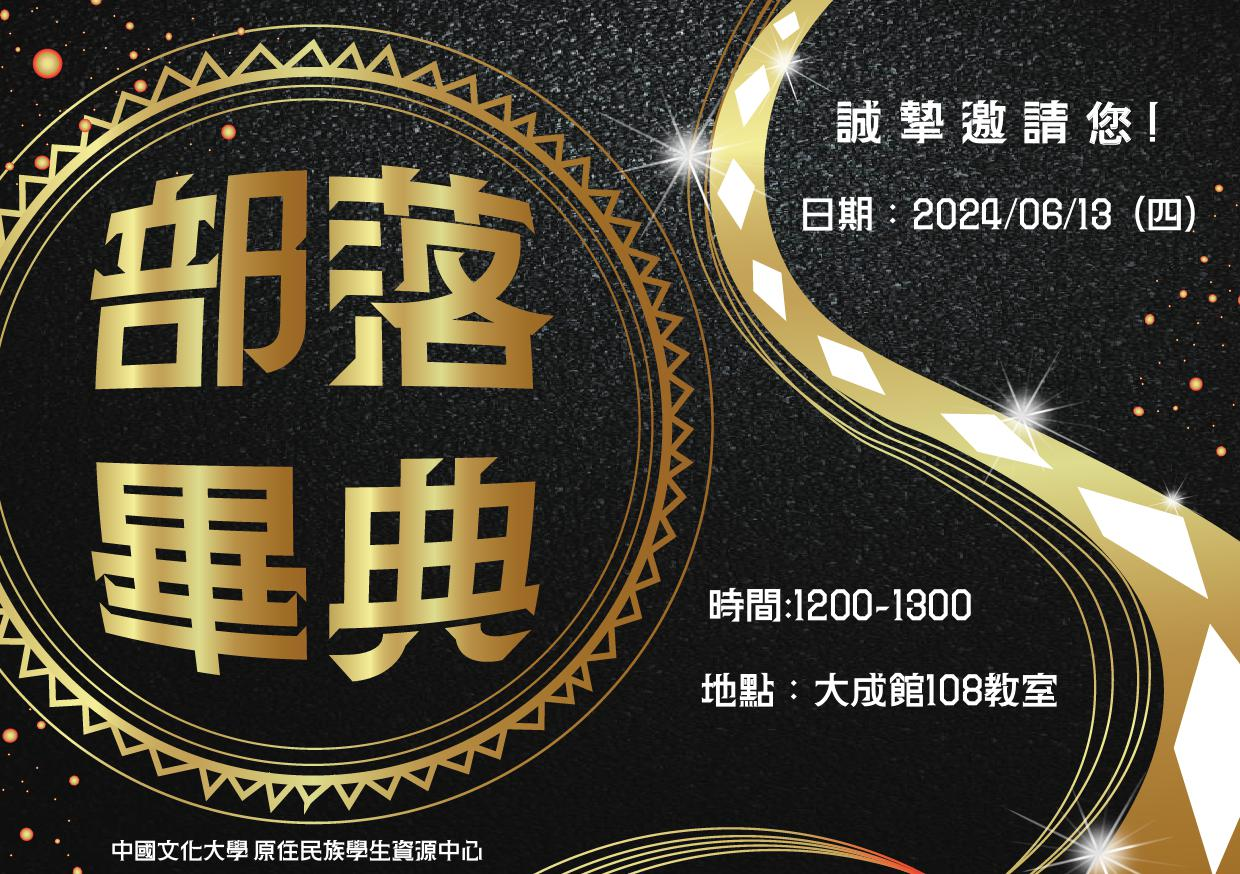 部落
畢典
誠摯邀請您!
日期：2024/06/13 (四)
時間:1200-1300
地點：大成館108教室
中國文化大學 原住民族學生資源中心